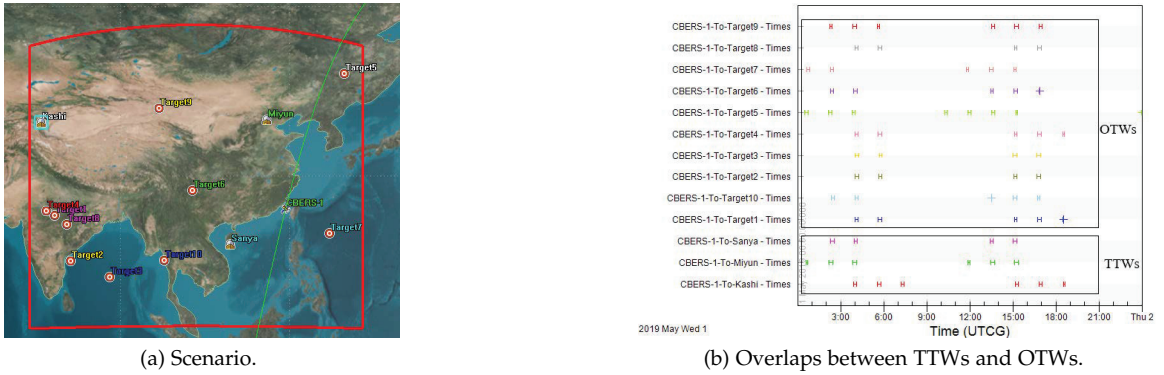 Target5
Target9
Kashi
Miyun
Target6
CBERS-1
Target4
Target1
Target8
Target7
Sanya
Target2
Target10
Target3
(a) Scenario.
CBERS-1-To-Target9 - Times
CBERS-1-To-Target8 - Times
CBERS-1-To-Target7 - Times
CBERS-1-To-Target6 - Times
CBERS-1-To-Target5 - Times
CBERS-1-To-Target4 - Times
CBERS-1-To-Target3 - Times
CBERS-1-To-Target2 - Times
CBERS-1-To-Target10 - Times
CBERS-1-To-Target1 - Times
CBERS-1-To-Sanya - Times
CBERS-1-To-Miyun - Times
CBERS-1-To-Kashi - Times
OTWs
TTWs
3:00 6:00 9:00 12:00 15:00 18:00 21:00 Thu 2
2019 May Wed 1
Time (UTCG)
(b) Overlaps between TTWs and OTWs.